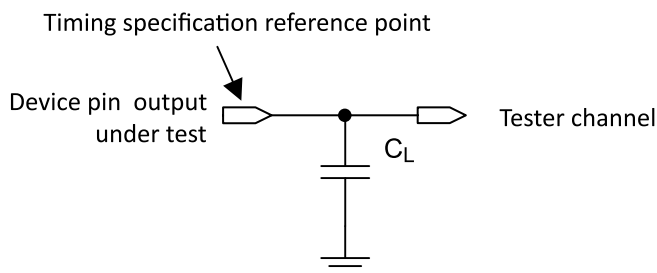 Timing specification reference point
Device pin output
under test
Tester channel
CL